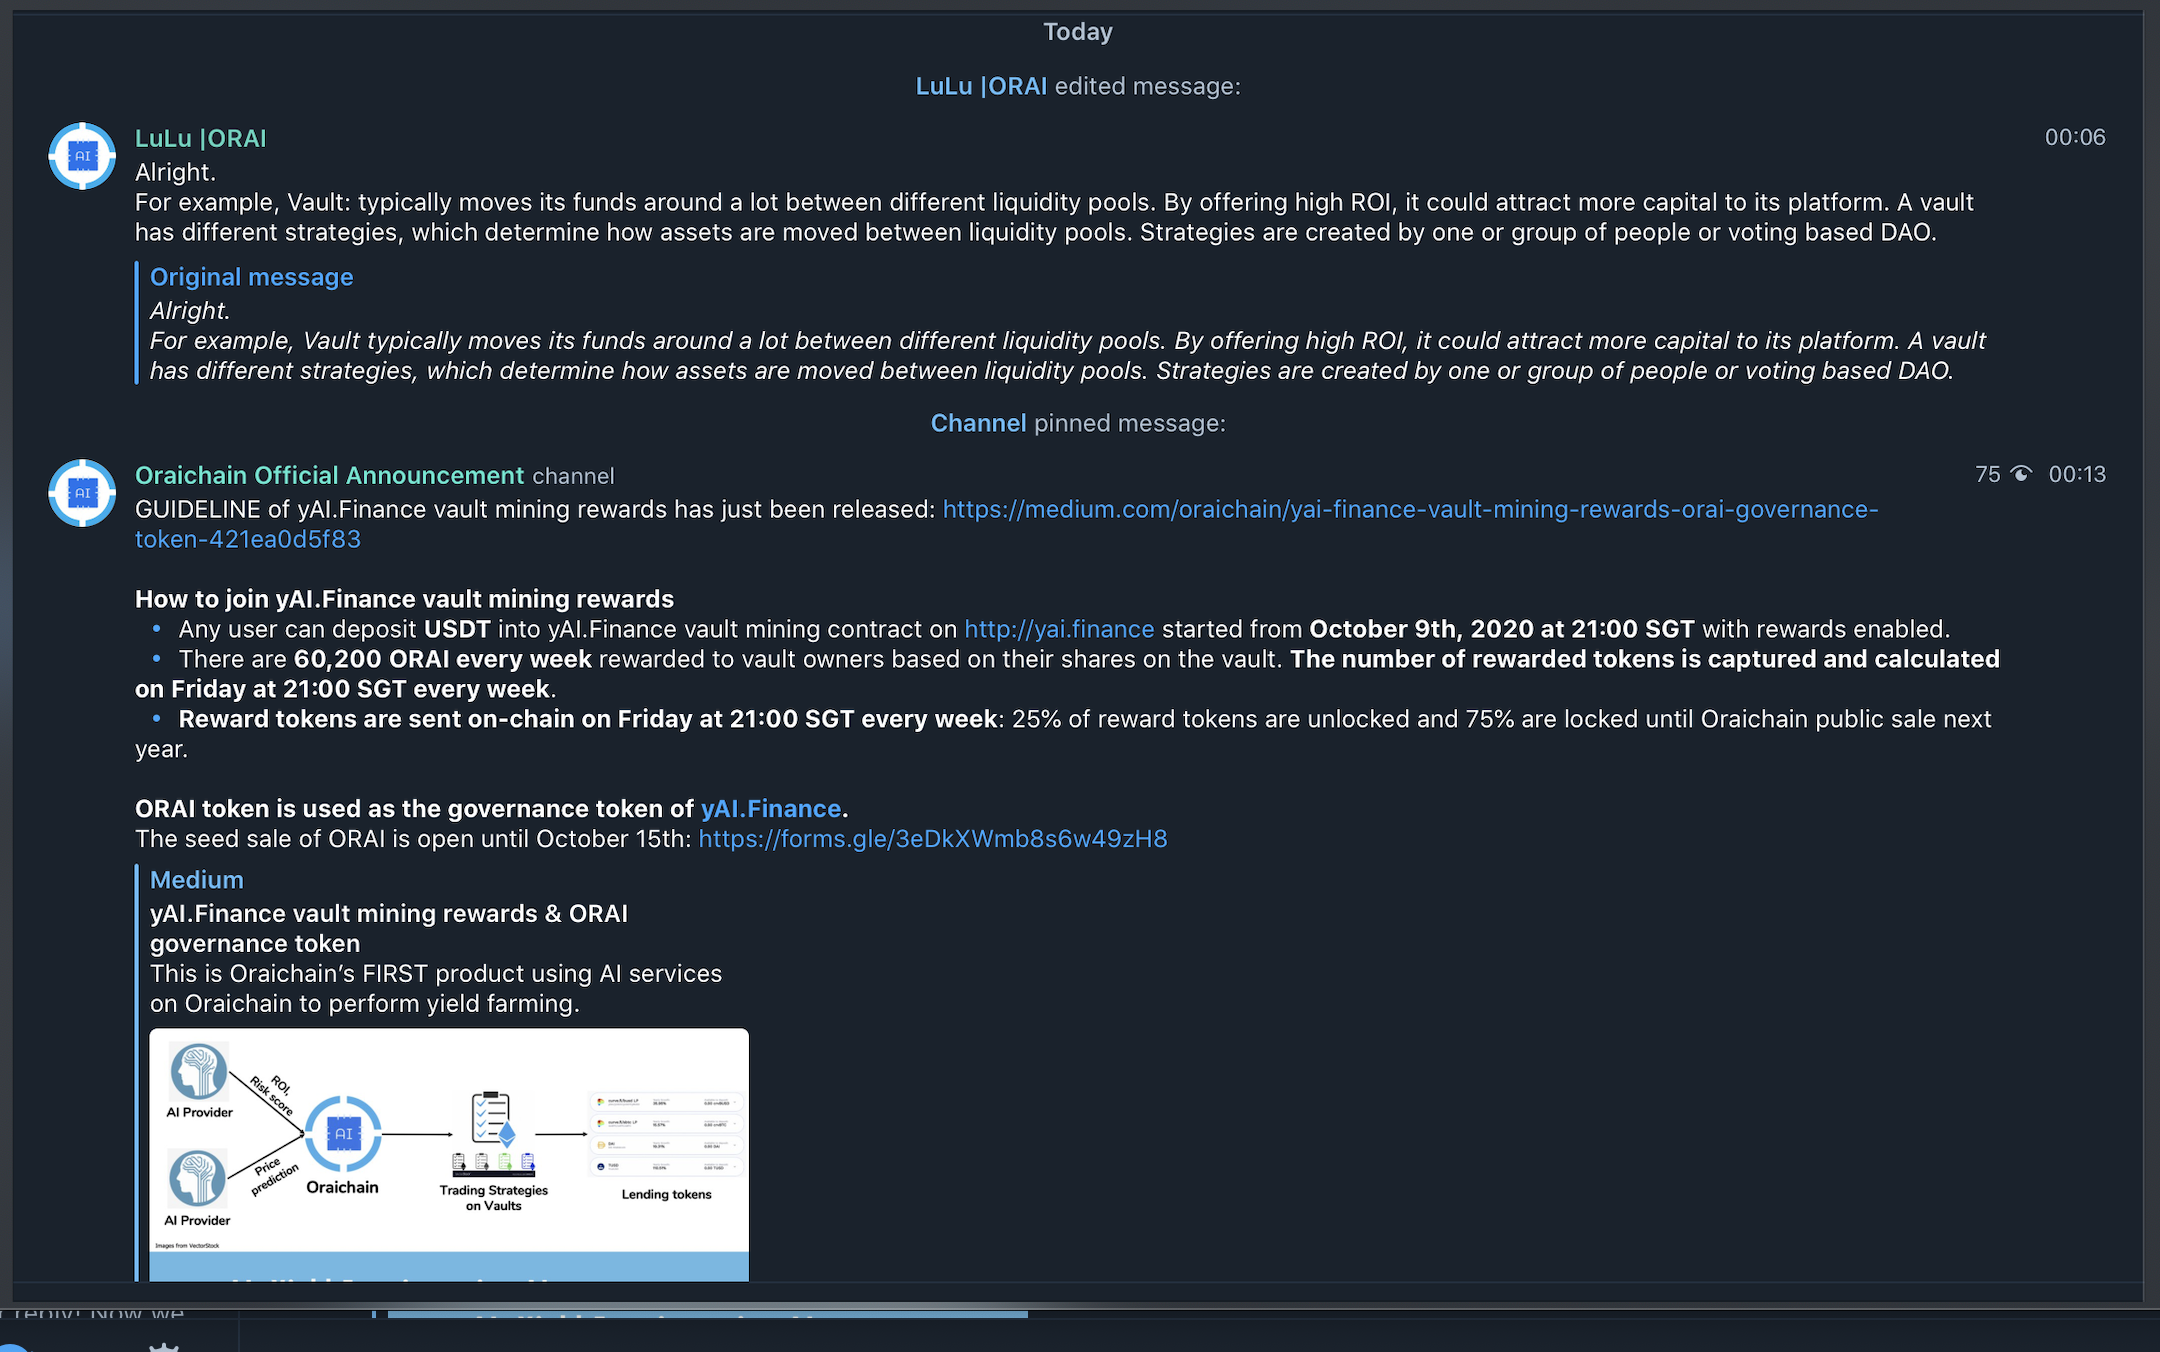 Today
LuLu |ORAI edited message:
LuLu |ORAI
00:06
Alright.
For example, Vault: typically moves its funds around a lot between different liquidity pools. By offering high ROI, it could attract more capital to its platform. A vault
has different strategies, which determine how assets are moved between liquidity pools. Strategies are created by one or group of people or voting based DAO.
Original message
Alright.
For example, Vault typically moves its funds around a lot between different liquidity pools. By offering high ROI, it could attract more capital to its platform. A vault
has different strategies, which determine how assets are moved between liquidity pools. Strategies are created by one or group of people or voting based DAO.
Channel pinned message:
Oraichain Official Announcement channel
75 00:13
GUIDELINE of yAI.Finance vault mining rewards has just been released: https://medium.com/oraichain/yai-finance-vault-mining-rewards-orai-governance-
token-421ea0d5f83
How to join yAI.Finance vault mining rewards
• Any user can deposit USDT into yAI.Finance vault mining contract on http://yai.finance started from October 9th, 2020 at 21:00 SGT with rewards enabled.
• There are 60,200 ORAI every week rewarded to vault owners based on their shares on the vault. The number of rewarded tokens is captured and calculated
on Friday at 21:00 SGT every week.
• Reward tokens are sent on-chain on Friday at 21:00 SGT every week: 25% of reward tokens are unlocked and 75% are locked until Oraichain public sale next
year.
ORAI token is used as the governance token of yAI.Finance.
The seed sale of ORAI is open until October 15th: https://forms.gle/3eDkXWmb8s6w49zH8
Medium
yAI.Finance vault mining rewards & ORAI
governance token
This is Oraichain's FIRST product using AI services
on Oraichain to perform yield farming.
AI Provider
ROI,
Risk score
AI
Oraichain
Price
prediction
AI Provider
Trading Strategies
on Vaults
Lending tokens
Images from VectorStock
reply! Now we